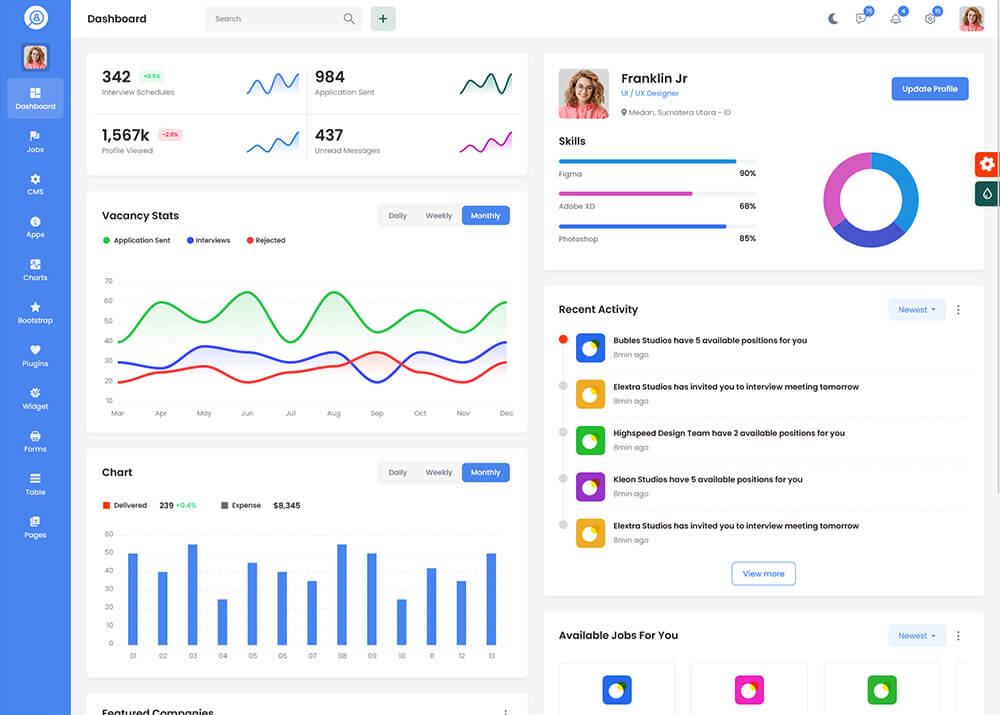 Dashboard
Search
+
76
4
15
Dashboard
Jobs
CMS
Apps
Charts
Bootstrap
Plugins
Widget
Forms
Table
Pages
342 +0.5%
Interview Schedules
984
Application Sent
1,567k -2.0%
Profile Viewed
437
Unread Messages
Vacancy Stats
Daily Weekly Monthly
Application Sent Interviews Rejected
70
60
50
40
30
20
10
Mar Apr May Jun Jul Aug Sep Oct Nov Dec
Chart
Daily Weekly Monthly
Delivered 239 +0.4% Expense $8,345
60
50
40
30
20
10
0
01 02 03 04 05 06 07 08 09 10 11 12 13
Featured Companies
Franklin Jr
UI / UX Designer
Medan, Sumatera Utara - ID
Update Profile
Skills
Figma 90%
Adobe XD 68%
Photoshop 85%
Recent Activity
Newest
Bubles Studios have 5 available positions for you
8min ago
Elextra Studios has invited you to interview meeting tomorrow
8min ago
Highspeed Design Team have 2 available positions for you
8min ago
Kleon Studios have 5 available positions for you
8min ago
Elextra Studios has invited you to interview meeting tomorrow
8min ago
View more
Available Jobs For You
Newest